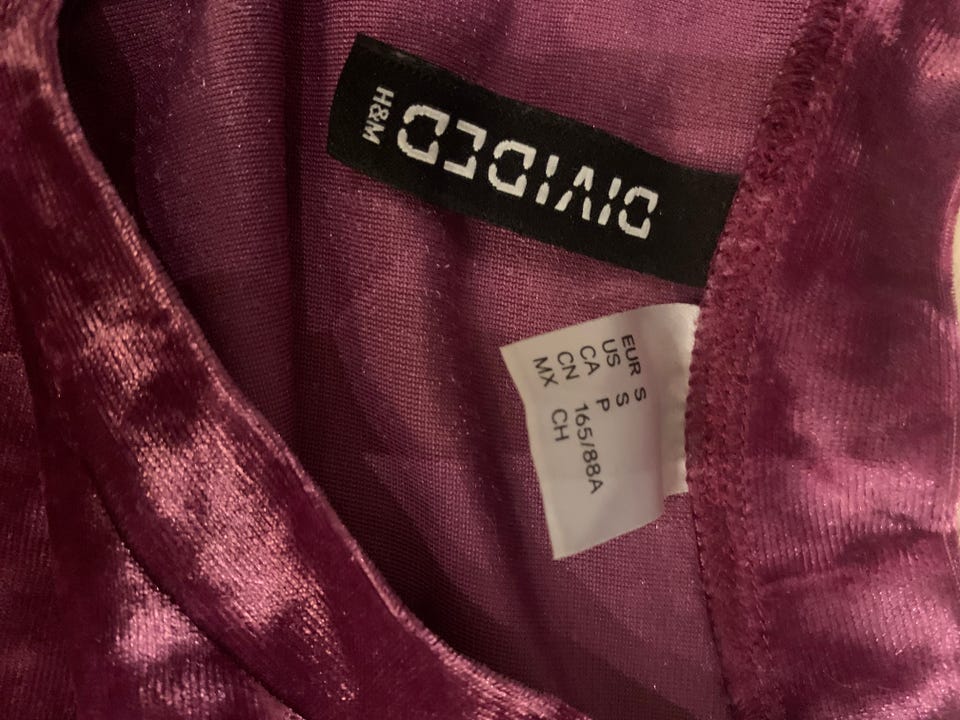 DIVIDED
H&M
EUR S
US S
CA P
CN 165/88A
MX CH